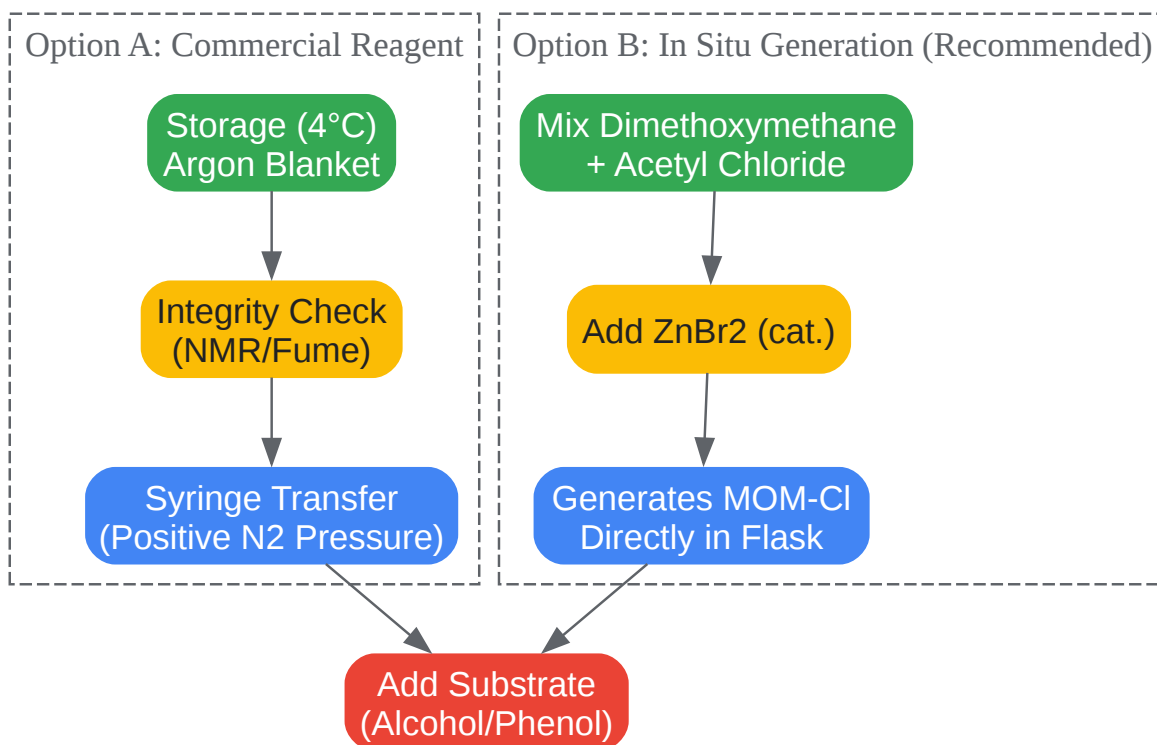 Option A: Commercial Reagent
Storage (4°C)
Argon Blanket
Integrity Check
(NMR/Fume)
Syringe Transfer
(Positive N2 Pressure)
Option B: In Situ Generation (Recommended)
Mix Dimethoxymethane
+ Acetyl Chloride
Add ZnBr2 (cat.)
Generates MOM-Cl
Directly in Flask
Add Substrate
(Alcohol/Phenol)